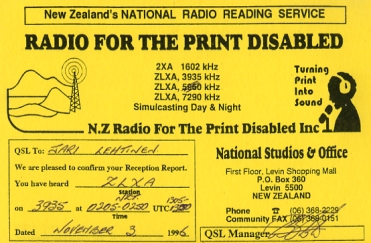 New Zealand's NATIONAL RADIO READING SERVICE
RADIO FOR THE PRINT DISABLED
2XA 1602 kHz
ZLXA, 3935 kHz
ZLXA, 5960 kHz
ZLXA, 7290 kHz
Simulcasting Day & Night
Turning
Print
Into
Sound
N.Z Radio For The Print Disabled Inc
QSL To: JARI LEHTINEN
We are pleased to confirm your Reception Report.
You have heard ZLXA
Station
on 3935 at 0205-0250 UTC
Time
Dated NOVEMBER 3 1996
National Studios & Office
First Floor, Levin Shopping Mall
P.O. Box 360
Levin 5500
NEW ZEALAND
Phone ☎ (06) 368-2229
Community FAX (06) 368-0151
QSL Manager